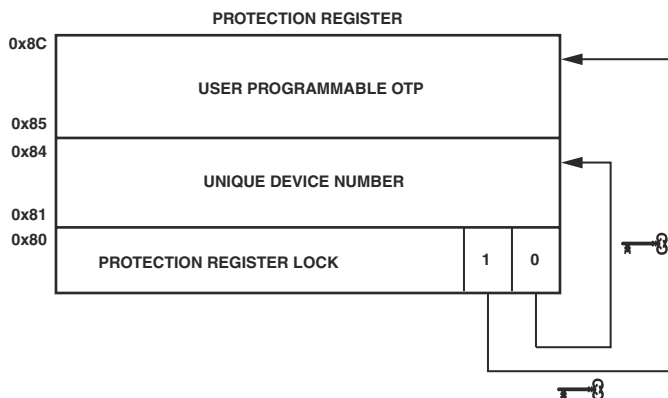 PROTECTION REGISTER
0x8C
USER PROGRAMMABLE OTP
0x85
0x84
UNIQUE DEVICE NUMBER
0x81
0x80
PROTECTION REGISTER LOCK 1 0